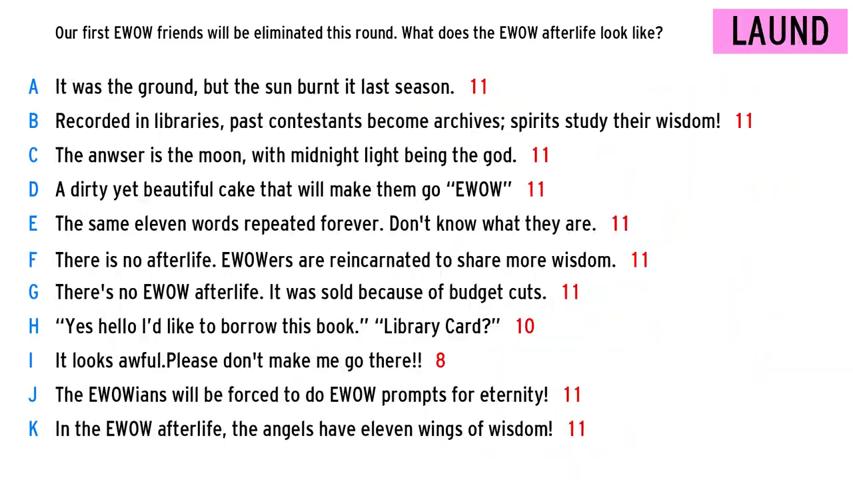 Our first EWOW friends will be eliminated this round. What does the EWOW afterlife look like?
LAUND
A It was the ground, but the sun burnt it last season. 11
B Recorded in libraries, past contestants become archives; spirits study their wisdom! 11
C The anwser is the moon, with midnight light being the god. 11
D A dirty yet beautiful cake that will make them go “EWOW” 11
E The same eleven words repeated forever. Don't know what they are. 11
F There is no afterlife. EWOWers are reincarnated to share more wisdom. 11
G There's no EWOW afterlife. It was sold because of budget cuts. 11
H “Yes hello I’d like to borrow this book.” “Library Card?” 10
I It looks awful.Please don't make me go there!! 8
J The EWOWians will be forced to do EWOW prompts for eternity! 11
K In the EWOW afterlife, the angels have eleven wings of wisdom! 11